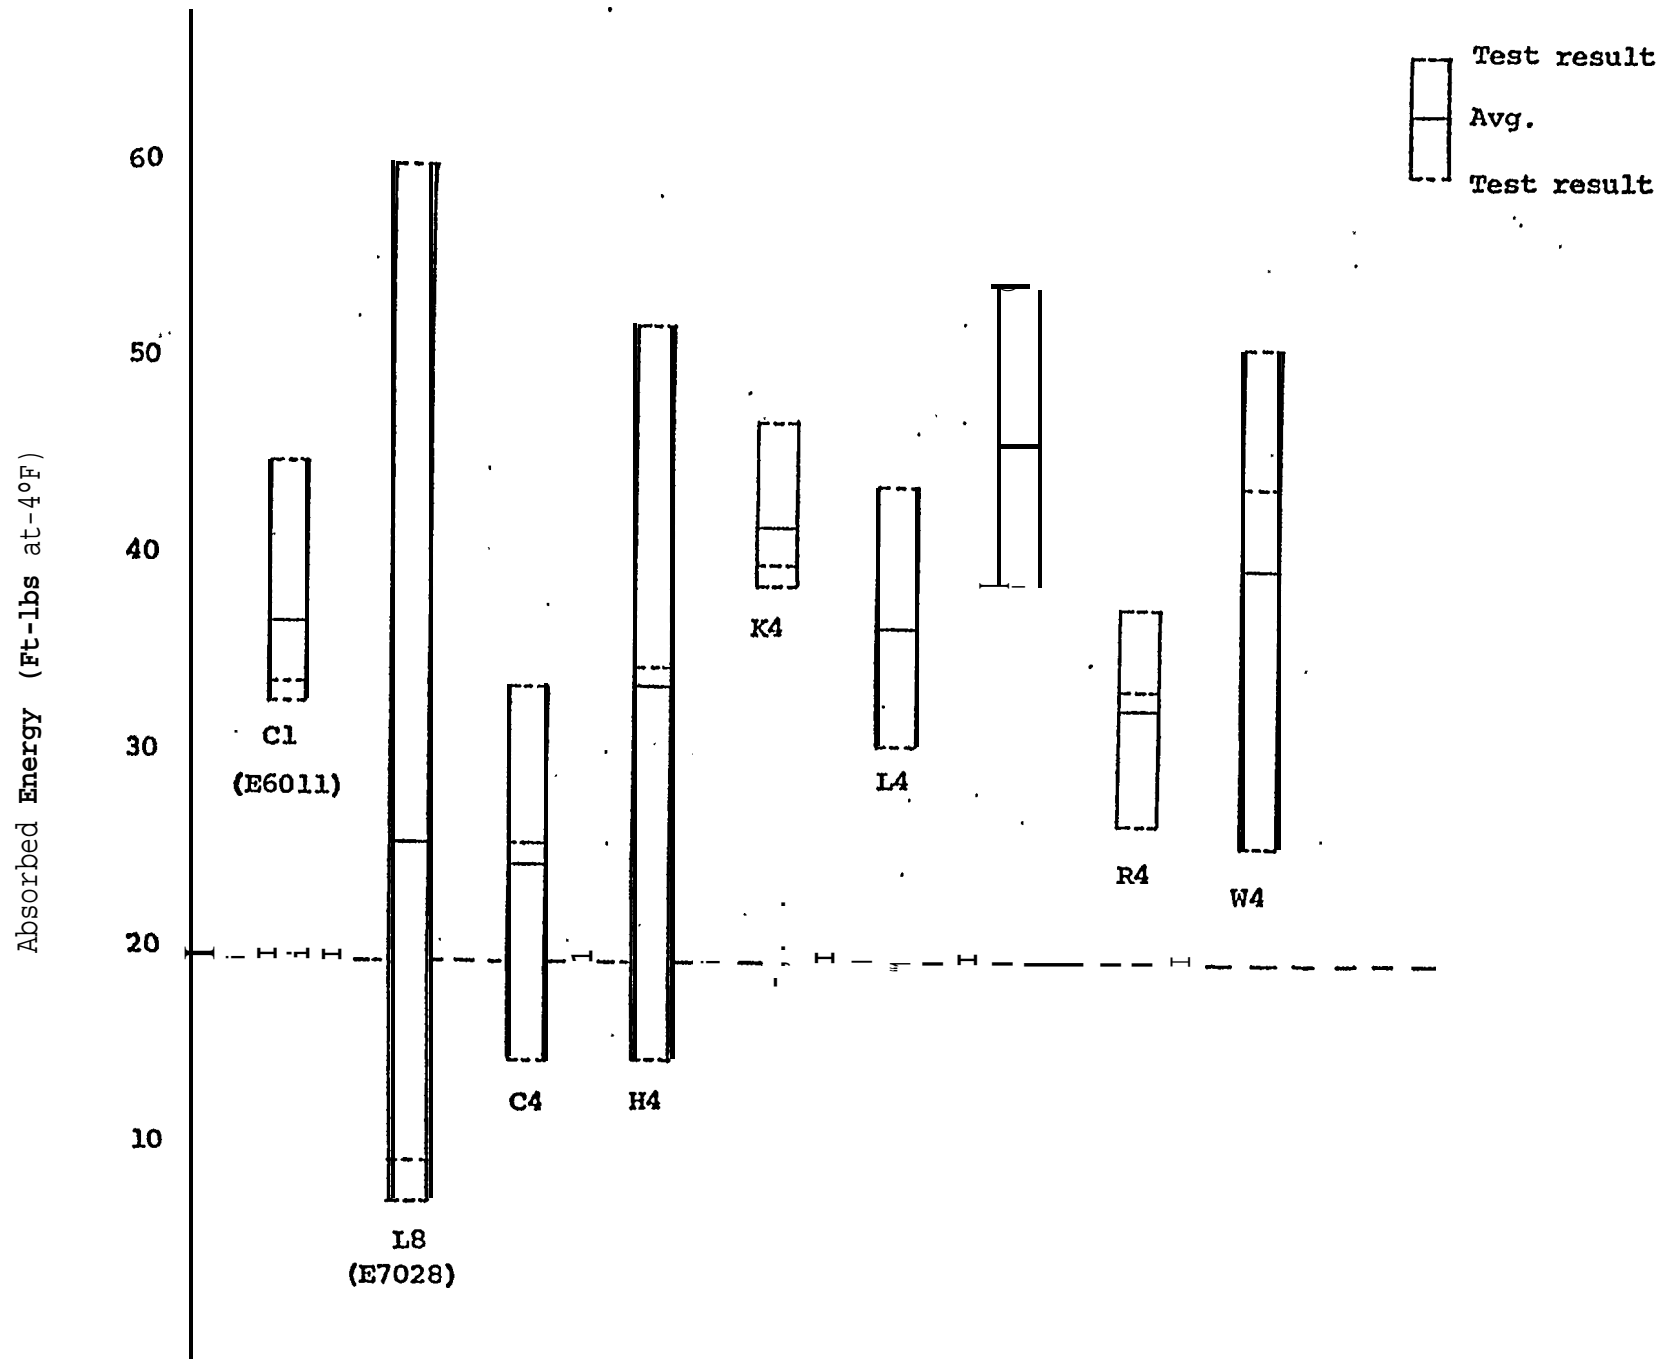 Test result
Avg.
Test result
60
50
40
30
20
10
Absorbed Energy (Ft-lbs at-4°F)
C1
(E6011)
L8
(E7028)
C4
H4
K4
L4
R4
W4